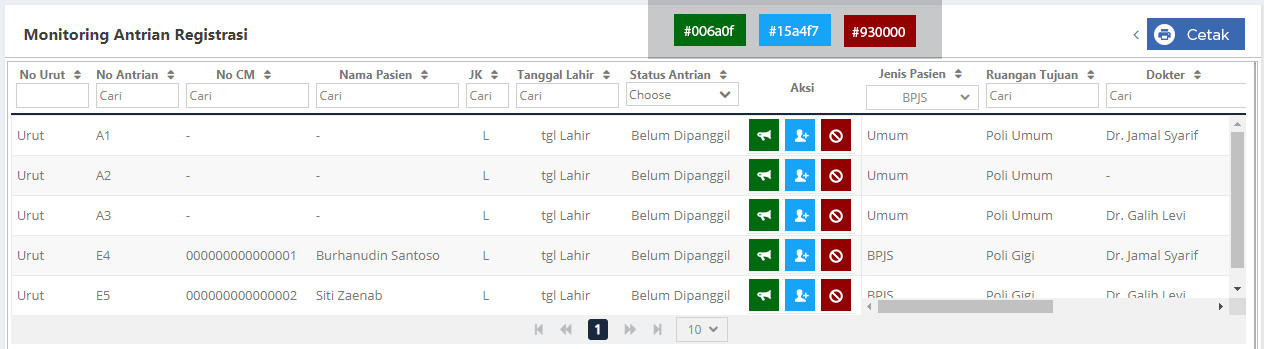 Monitoring Antrian Registrasi #006a0f #15a4f7 #930000 Cetak
No Urut No Antrian No CM Nama Pasien JK Tanggal Lahir Status Antrian Aksi Jenis Pasien Ruangan Tujuan Dokter
Cari Cari Cari Cari Cari Choose BPJS Cari Cari
Urut A1 - - L tgl Lahir Belum Dipanggil Umum Poli Umum Dr. Jamal Syarif
Urut A2 - - L tgl Lahir Belum Dipanggil Umum Poli Umum -
Urut A3 - - L tgl Lahir Belum Dipanggil Umum Poli Umum Dr. Galih Levi
Urut E4 000000000000001 Burhanudin Santoso L tgl Lahir Belum Dipanggil BPJS Poli Gigi Dr. Jamal Syarif
Urut E5 000000000000002 Siti Zaenab L tgl Lahir Belum Dipanggil BPJS Poli Gigi Dr. Galih Levi
1 10